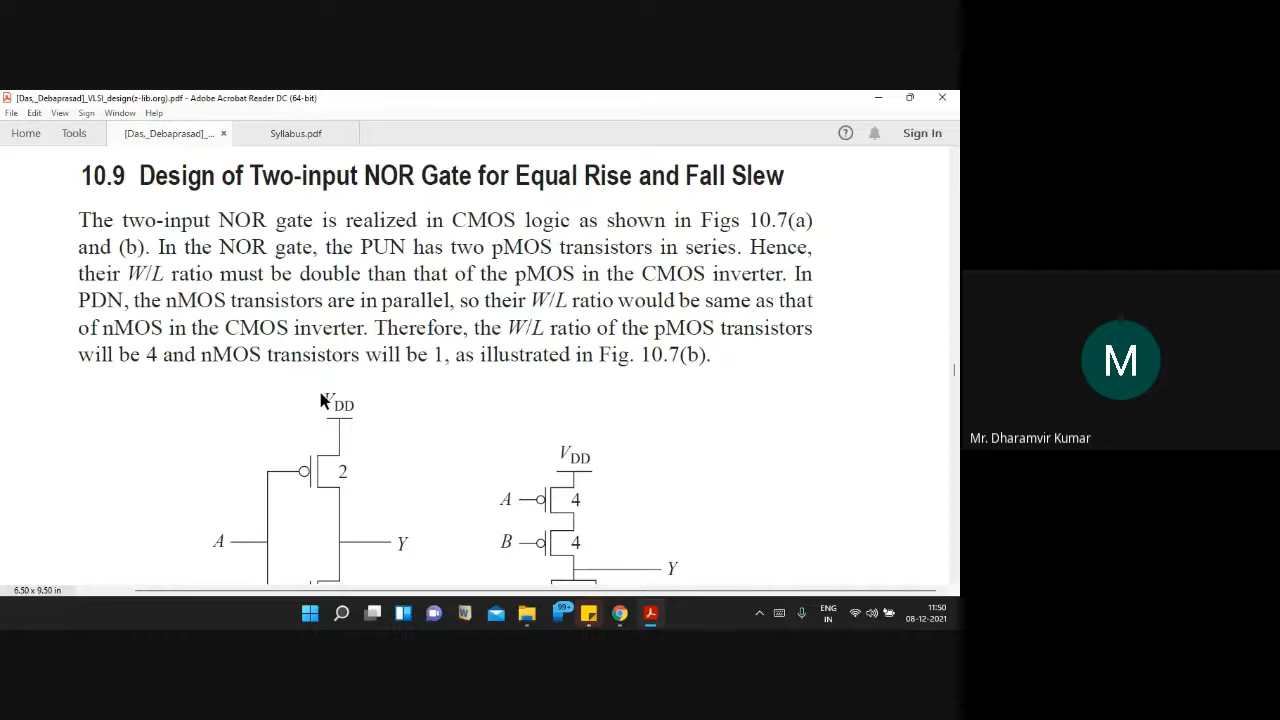 [Das,_Debaprasad]_VLSI_design(z-lib.org).pdf - Adobe Acrobat Reader DC (64-bit)
File Edit View Sign Window Help
Home Tools [Das,_Debaprasad]_... × Syllabus.pdf Sign In
10.9 Design of Two-input NOR Gate for Equal Rise and Fall Slew
The two-input NOR gate is realized in CMOS logic as shown in Figs 10.7(a)
and (b). In the NOR gate, the PUN has two pMOS transistors in series. Hence,
their W/L ratio must be double than that of the pMOS in the CMOS inverter. In
PDN, the nMOS transistors are in parallel, so their W/L ratio would be same as that
of nMOS in the CMOS inverter. Therefore, the W/L ratio of the pMOS transistors
will be 4 and nMOS transistors will be 1, as illustrated in Fig. 10.7(b).
VDD
2
A
Y
VDD
A 4
B 4
Y
6.50 x 9.50 in
99+
ENG
IN
11:50
08-12-2021
M
Mr. Dharamvir Kumar